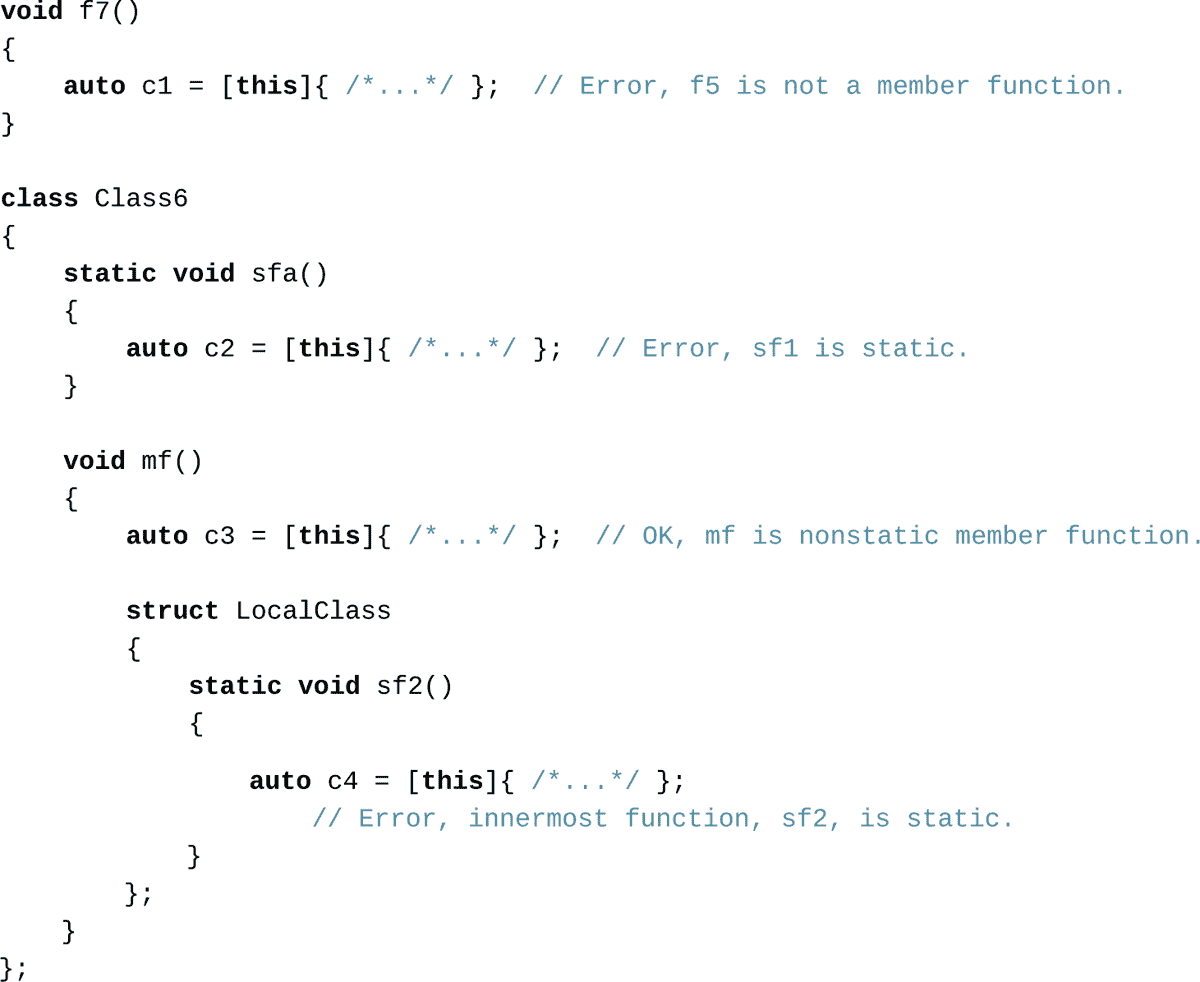 void f7()
{
    auto c1 = [this]{ /*...*/ };  // Error, f5 is not a member function.
}

class Class6
{
    static void sfa()
    {
        auto c2 = [this]{ /*...*/ };  // Error, sf1 is static.
    }

    void mf()
    {
        auto c3 = [this]{ /*...*/ };  // OK, mf is nonstatic member function.

        struct LocalClass
        {
            static void sf2()
            {
                auto c4 = [this]{ /*...*/ };
                    // Error, innermost function, sf2, is static.
            }
        };
    }
};